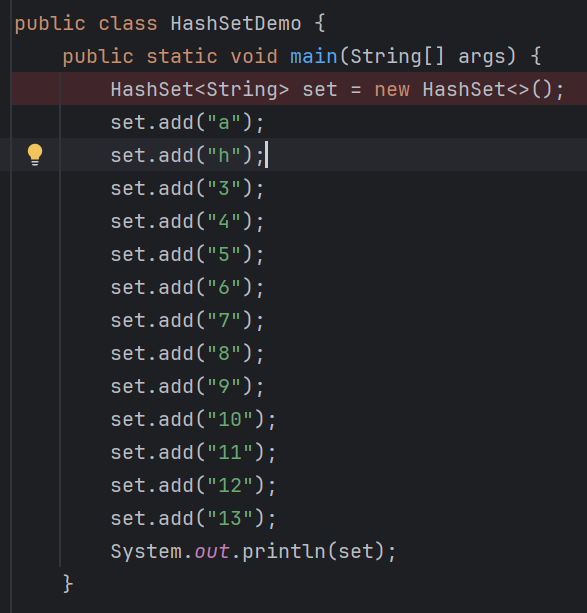 public class HashSetDemo {
    public static void main(String[] args) {
        HashSet<String> set = new HashSet<>();
        set.add("a");
        set.add("h");
        set.add("3");
        set.add("4");
        set.add("5");
        set.add("6");
        set.add("7");
        set.add("8");
        set.add("9");
        set.add("10");
        set.add("11");
        set.add("12");
        set.add("13");
        System.out.println(set);
    }